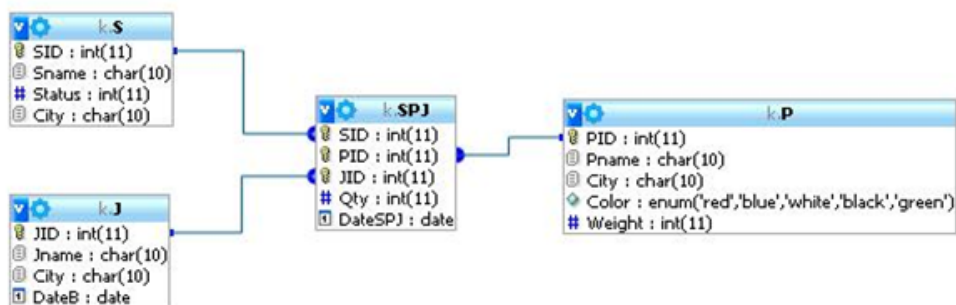 k.S
SID : int(11)
Sname : char(10)
Status : int(11)
City : char(10)
k.J
JID : int(11)
Jname : char(10)
City : char(10)
DateB : date
k.SPJ
SID : int(11)
PID : int(11)
JID : int(11)
Qty : int(11)
DateSPJ : date
k.P
PID : int(11)
Pname : char(10)
City : char(10)
Color : enum('red','blue','white','black','green')
Weight : int(11)